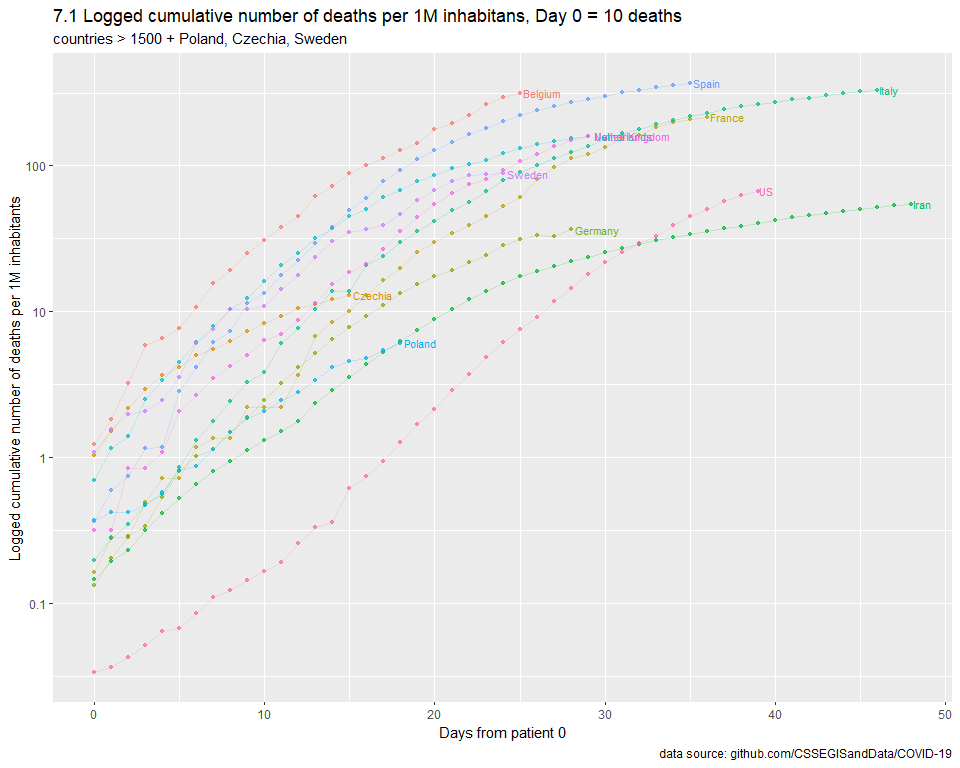 7.1 Logged cumulative number of deaths per 1M inhabitans, Day 0 = 10 deaths
countries > 1500 + Poland, Czechia, Sweden
Logged cumulative number of deaths per 1M inhabitants
100
10
1
0.1
Belgium
Spain
Italy
France
Kingdom
Sweden
US
Iran
Germany
Czechia
Poland
0
10
20
30
40
50
Days from patient 0
data source: github.com/CSSEGISandData/COVID-19